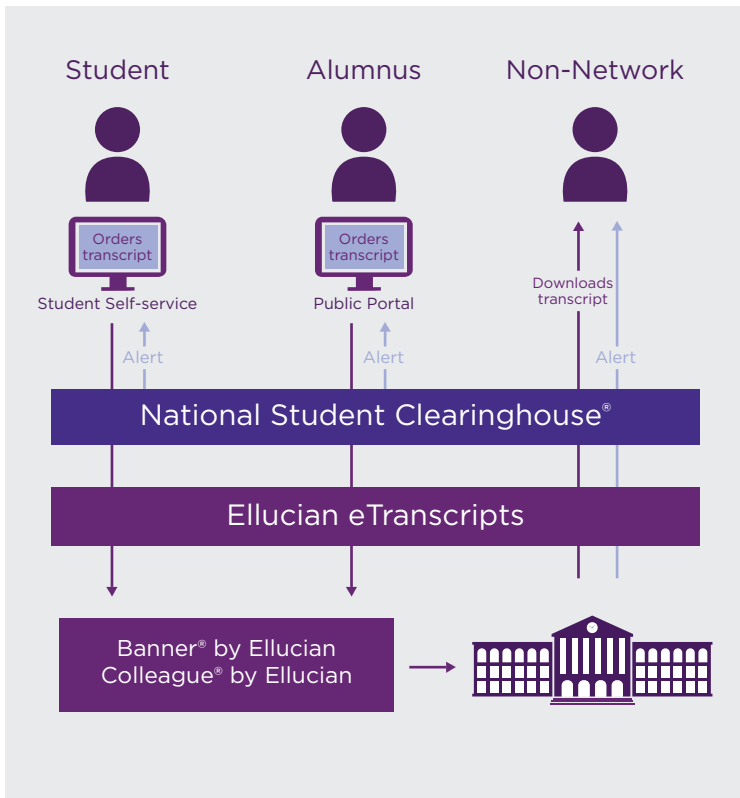 Student
Alumnus
Non-Network
Orders
transcript
Orders
transcript
Student Self-service
Public Portal
Downloads
transcript
Alert
Alert
Alert
National Student Clearinghouse®
Ellucian eTranscripts
Banner® by Ellucian
Colleague® by Ellucian